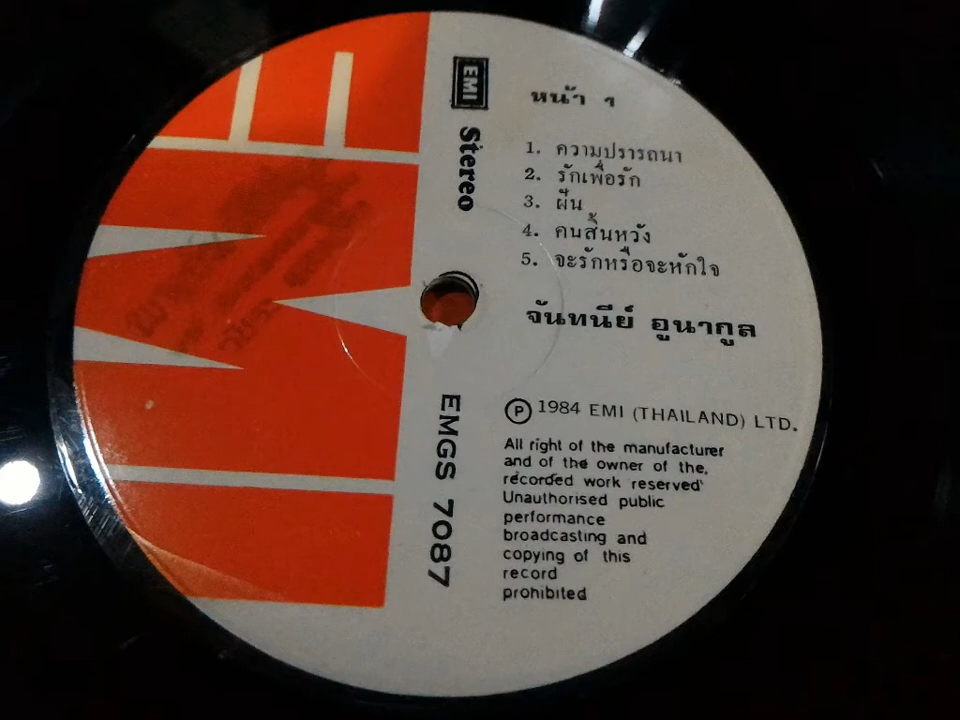 EMI
Stereo
หน้า ๑
1. ความปรารถนา
2. รักเพื่อรัก
3. ฝัน
4. คนสิ้นหวัง
5. จะรักหรือจะหักใจ
จันทนีย์ อูนากูล
EMGS 7087
Ⓟ 1984 EMI (THAILAND) LTD.
All right of the manufacturer
and of the owner of the,
recorded work reserved'
Unauthorised public
performance
broadcasting and
copying of this
record
prohibited